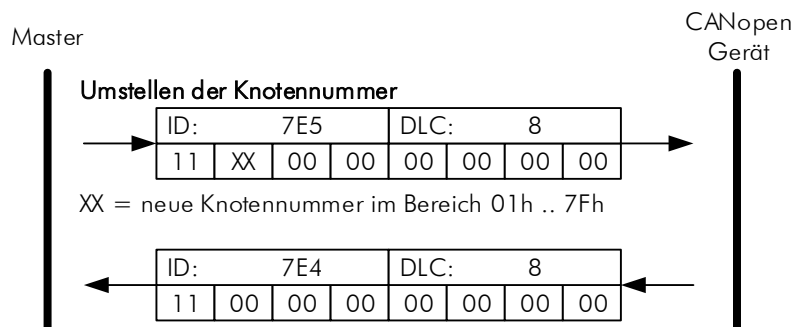 Master
CANopen
Gerät
Umstellen der Knotennummer
ID: 7E5 DLC: 8
11 XX 00 00 00 00 00 00
XX = neue Knotennummer im Bereich 01h .. 7Fh
ID: 7E4 DLC: 8
11 00 00 00 00 00 00 00